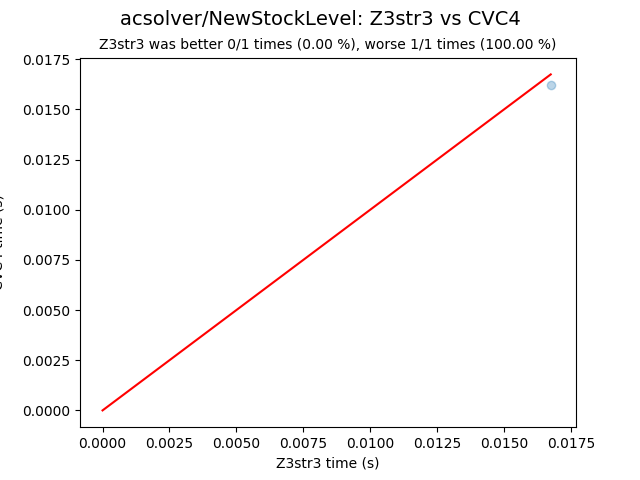 acsolver/NewStockLevel: Z3str3 vs CVC4
Z3str3 was better 0/1 times (0.00 %), worse 1/1 times (100.00 %)
0.0175
0.0150
0.0125
0.0100
0.0075
0.0050
0.0025
0.0000
time (s)
0.0000 0.0025 0.0050 0.0075 0.0100 0.0125 0.0150 0.0175
Z3str3 time (s)